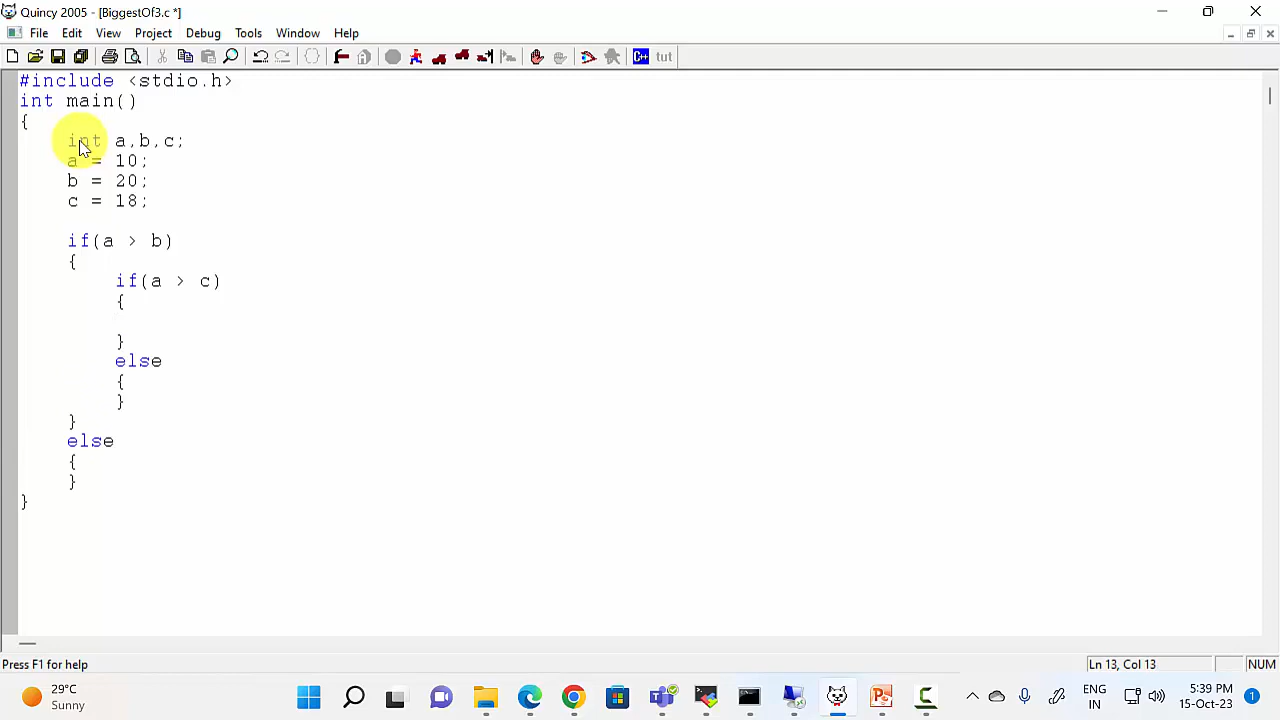 Quincy 2005 - [BiggestOf3.c *]
File Edit View Project Debug Tools Window Help
C++ tut
#include <stdio.h>
int main()
{
int a,b,c;
a = 10;
b = 20;
c = 18;
if(a > b)
{
if(a > c)
{
}
else
{
}
}
else
{
}
}
Press F1 for help Ln 13, Col 13 NUM
29°C
Sunny
ENG
IN
5:39 PM
15-Oct-23
1